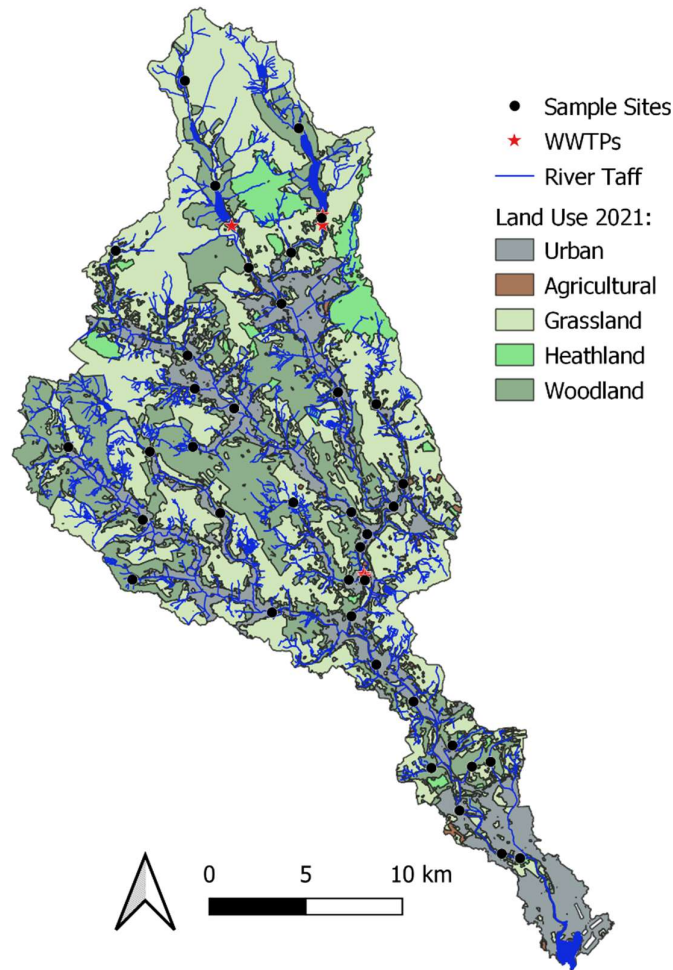 Sample Sites
WWTPs
River Taff
Land Use 2021:
Urban
Agricultural
Grassland
Heathland
Woodland
0 5 10 km